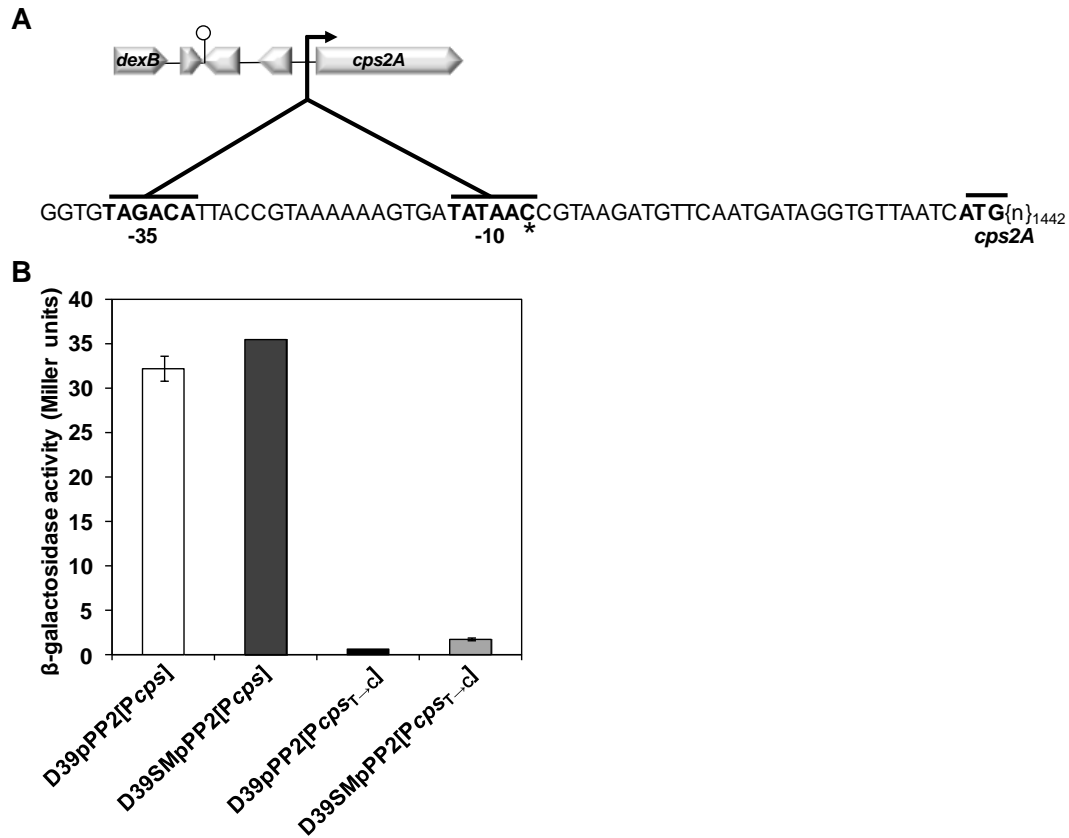 A
dexB cps2A
GGTGTAGACATTACCGTAAAAAAGTGATATAACCGTAAGATGTTCAATGATAGGTGTTAATCATG{n}1442
-35 -10 * cps2A
B
β-galactosidase activity (Miller units)
40
35
30
25
20
15
10
5
0
D39pPP2[Pcps]
D39SMpPP2[Pcps]
D39pPP2[PcpsT→C]
D39SMpPP2[PcpsT→C]